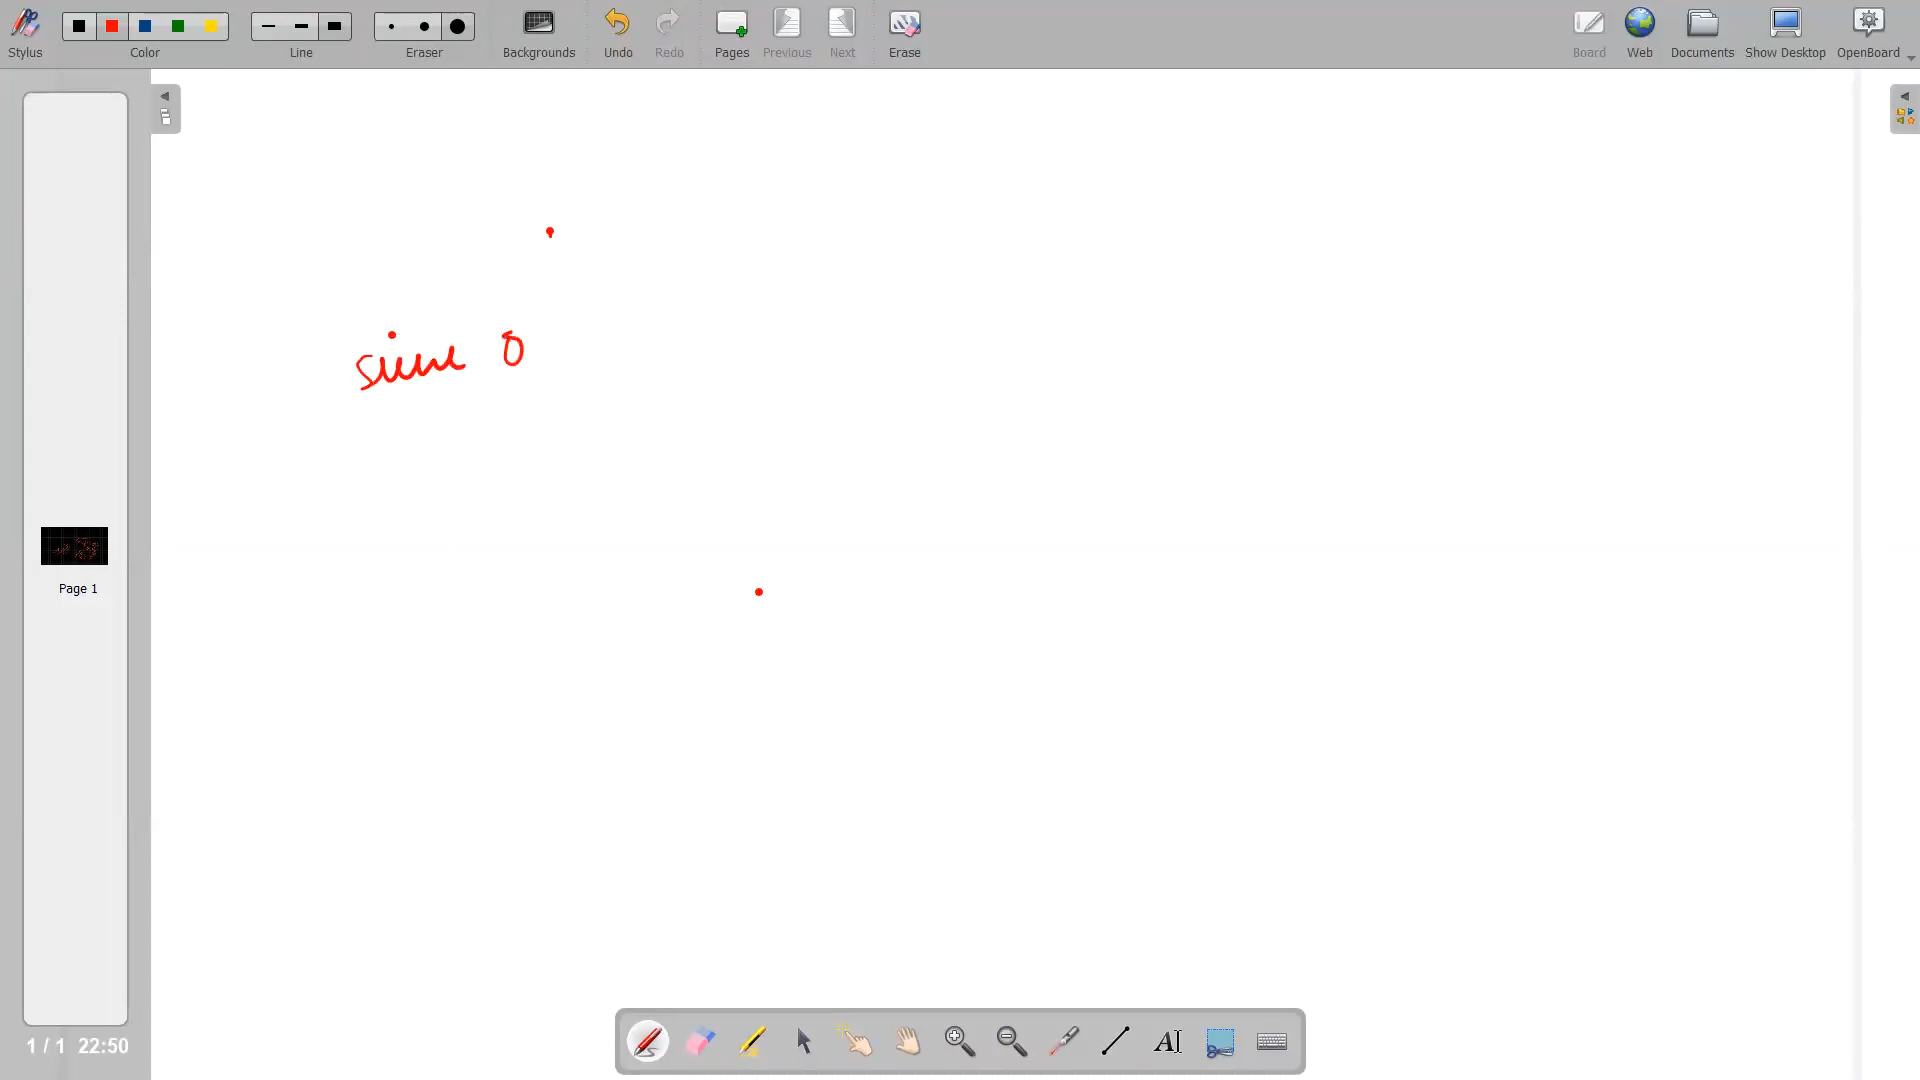 Stylus
Color
Line
Eraser
Backgrounds
Undo
Redo
Pages
Previous
Next
Erase
Board
Web
Documents
Show Desktop
OpenBoard
0
Page 1
1 / 1 22:50